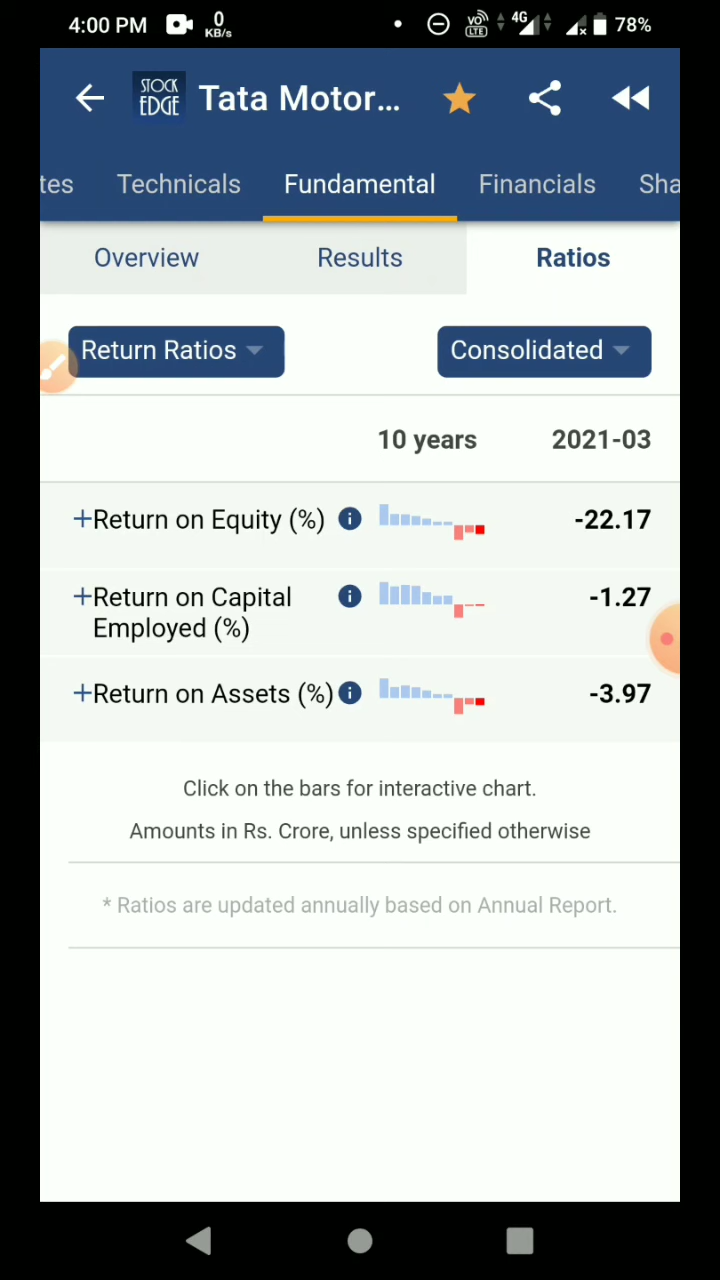 4:00 PM 0 KB/s VO LTE 4G 78%
STOCK EDGE Tata Motor...
tes Technicals Fundamental Financials Sha
Overview Results Ratios
Return Ratios Consolidated
10 years 2021-03
+Return on Equity (%) i -22.17
+Return on Capital Employed (%) i -1.27
+Return on Assets (%) i -3.97
Click on the bars for interactive chart.
Amounts in Rs. Crore, unless specified otherwise
* Ratios are updated annually based on Annual Report.